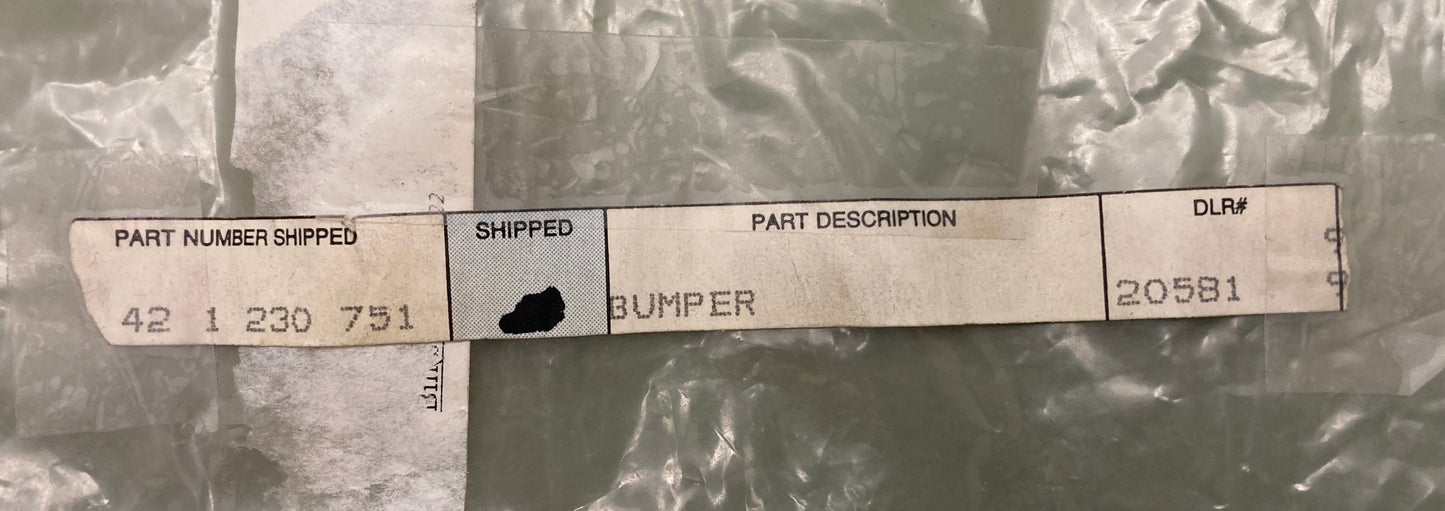 PART NUMBER SHIPPED SHIPPED PART DESCRIPTION DLR#
42 1 230 751 BUMPER 20581